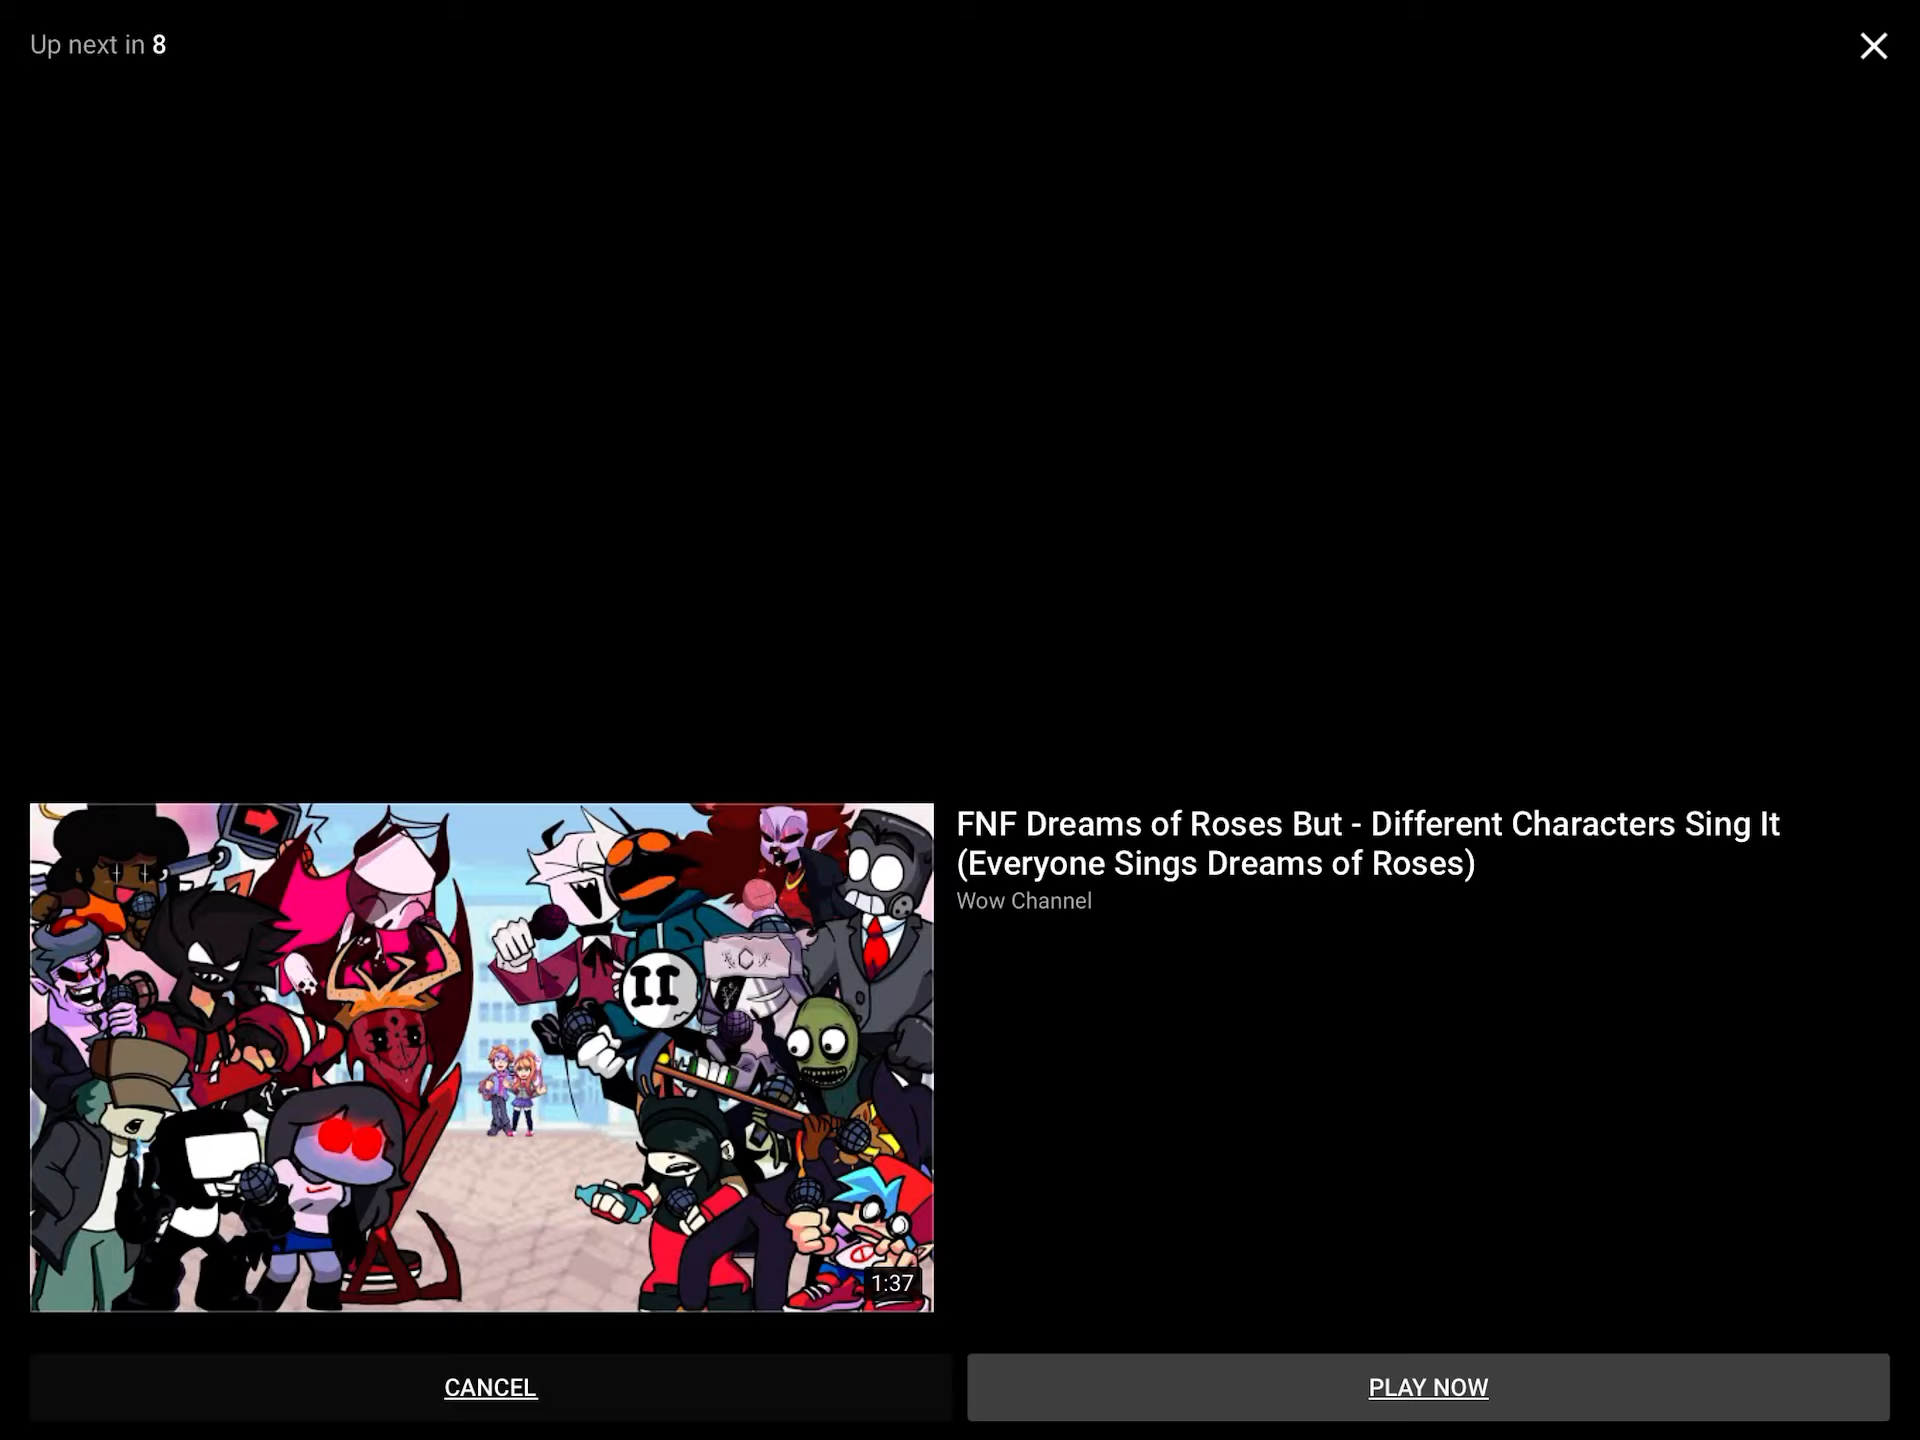 Up next in 8
FNF Dreams of Roses But - Different Characters Sing It
(Everyone Sings Dreams of Roses)
Wow Channel
II
1:37
CANCEL
PLAY NOW